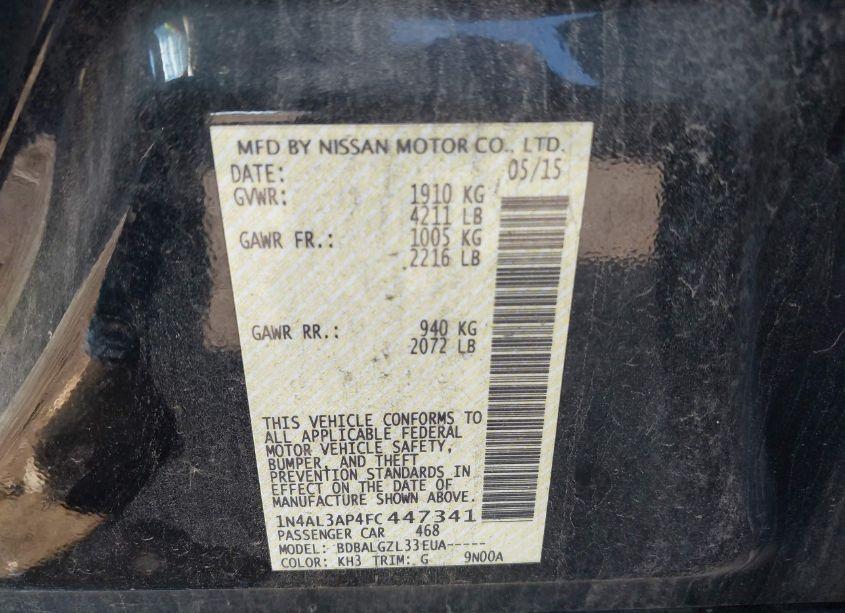 MFD BY NISSAN MOTOR CO., LTD.
DATE: 05/15
GVWR: 1910 KG
4211 LB
GAWR FR.: 1005 KG
2216 LB
GAWR RR.: 940 KG
2072 LB
THIS VEHICLE CONFORMS TO
ALL APPLICABLE FEDERAL
MOTOR VEHICLE SAFETY,
BUMPER, AND THEFT
PREVENTION STANDARDS IN
EFFECT ON THE DATE OF
MANUFACTURE SHOWN ABOVE.
1N4AL3AP4FC447341
PASSENGER CAR 468
MODEL: BDBALGZL33EUA-----
COLOR: KH3 TRIM: G 9N00A